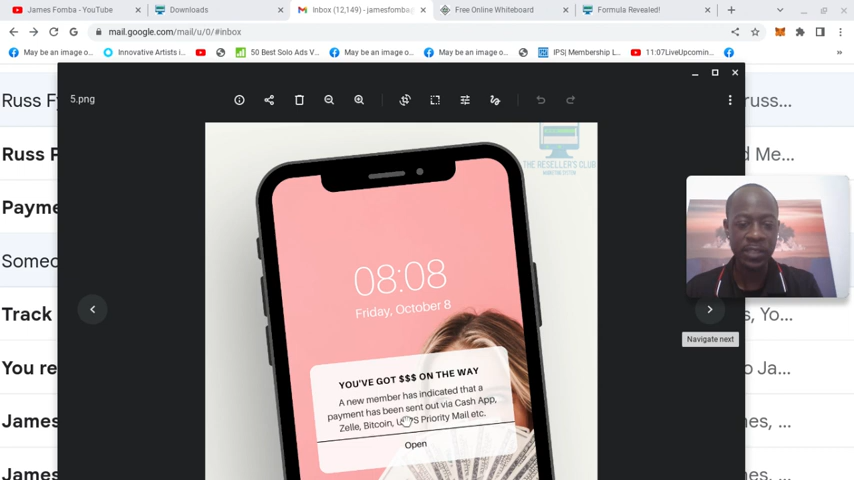 James Fomba - YouTube
Downloads
Inbox (12,149) - jamesfomba
Free Online Whiteboard
Formula Revealed!
mail.google.com/mail/u/0/#inbox
May be an image o...
Innovative Artists i...
50 Best Solo Ads V...
May be an image o...
May be an image o...
IPS| Membership L...
11:07LiveUpcomin...
5.png
THE RESELLER'S CLUB
08:08
Friday, October 8
YOU'VE GOT $$$ ON THE WAY
A new member has indicated that a
payment has been sent out via Cash App,
Zelle, Bitcoin, USPS Priority Mail etc.
Open
Russ
Russ
Payme
Someo
Track
You re
James
James
russ...
d Me...
s, Yo...
o Ja...
mes,
mes,
Navigate next